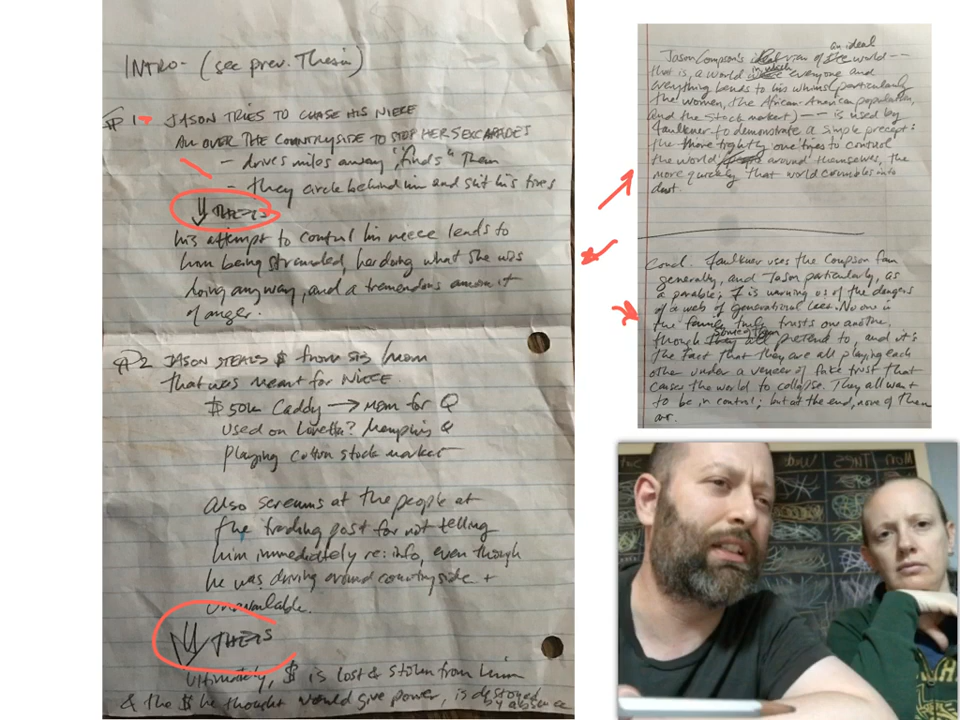 INTRO- (see prev. Thesis)
¶ 1- JASON TRIES TO CHASE HIS NIECE
ALL OVER THE COUNTRYSIDE TO STOP HER SEXCAPADES
- drives miles away "finds" them
- they circle behind him and slit his tires
THESIS
his attempt to control his niece leads to
him being stranded, her doing what she was
doing anyway, and a tremendous amount
of anger.
¶2 JASON STEALS $ from his mom
that was meant for NIECE
$50k Caddy → mom for Q
used on Loretta? Memphis &
playing cotton stock market
Also screams at the people at
the trading post for not telling
him immediately re: info, even though
he was driving around countryside +
unavailable.
THESIS
Ultimately, $ is lost & stolen from him
& the $ he thought would give power, is destroyed
by absence
Jason Compson's view of an ideal world --
that is, a world in which everyone and
everything bends to his whims (particularly
the women, the African-American population,
and the stock market) -- is used by
Faulkner to demonstrate a simple precept:
the more tightly one tries to control
the world around themselves, the
more quickly that world crumbles into
dust.
Concl. Faulkner uses the Compson fam
generally, and Jason particularly, as
a parable; F is warning us of the dangers
of a web of generational lies. No one in
the family trusts one another,
though some of them pretend to, and it's
the fact that they are all playing each
other under a veneer of fake trust that
causes the world to collapse. They all want
to be in control; but at the end, none of them
are.